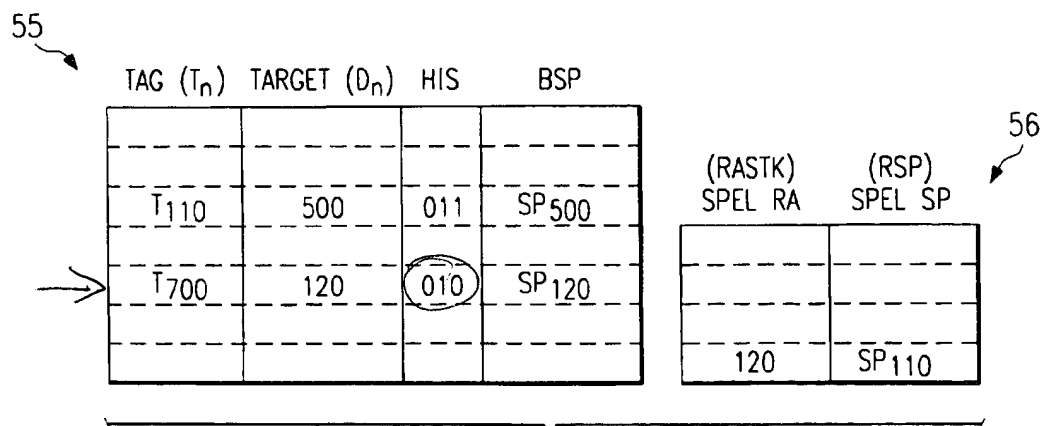 55
TAG (Tn) TARGET (Dn) HIS BSP
56
(RASTK) (RSP)
SPEL RA SPEL SP
T110 500 011 SP500
T700 120 010 SP120
120 SP110